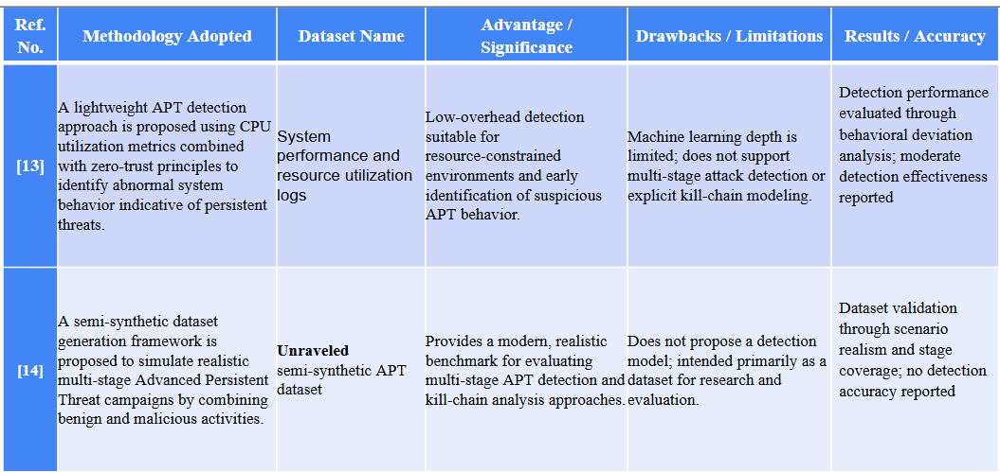 Ref. No.
Methodology Adopted
Dataset Name
Advantage /
Significance
Drawbacks / Limitations
Results / Accuracy
[13]
A lightweight APT detection
approach is proposed using CPU
utilization metrics combined
with zero-trust principles to
identify abnormal system
behavior indicative of persistent
threats.
System
performance and
resource utilization
logs
Low-overhead detection
suitable for
resource-constrained
environments and early
identification of suspicious
APT behavior.
Machine learning depth is
limited; does not support
multi-stage attack detection or
explicit kill-chain modeling.
Detection performance
evaluated through
behavioral deviation
analysis; moderate
detection effectiveness
reported
[14]
A semi-synthetic dataset
generation framework is
proposed to simulate realistic
multi-stage Advanced Persistent
Threat campaigns by combining
benign and malicious activities.
Unraveled
semi-synthetic APT
dataset
Provides a modern, realistic
benchmark for evaluating
multi-stage APT detection and
kill-chain analysis approaches.
Does not propose a detection
model; intended primarily as a
dataset for research and
evaluation.
Dataset validation
through scenario
realism and stage
coverage; no detection
accuracy reported